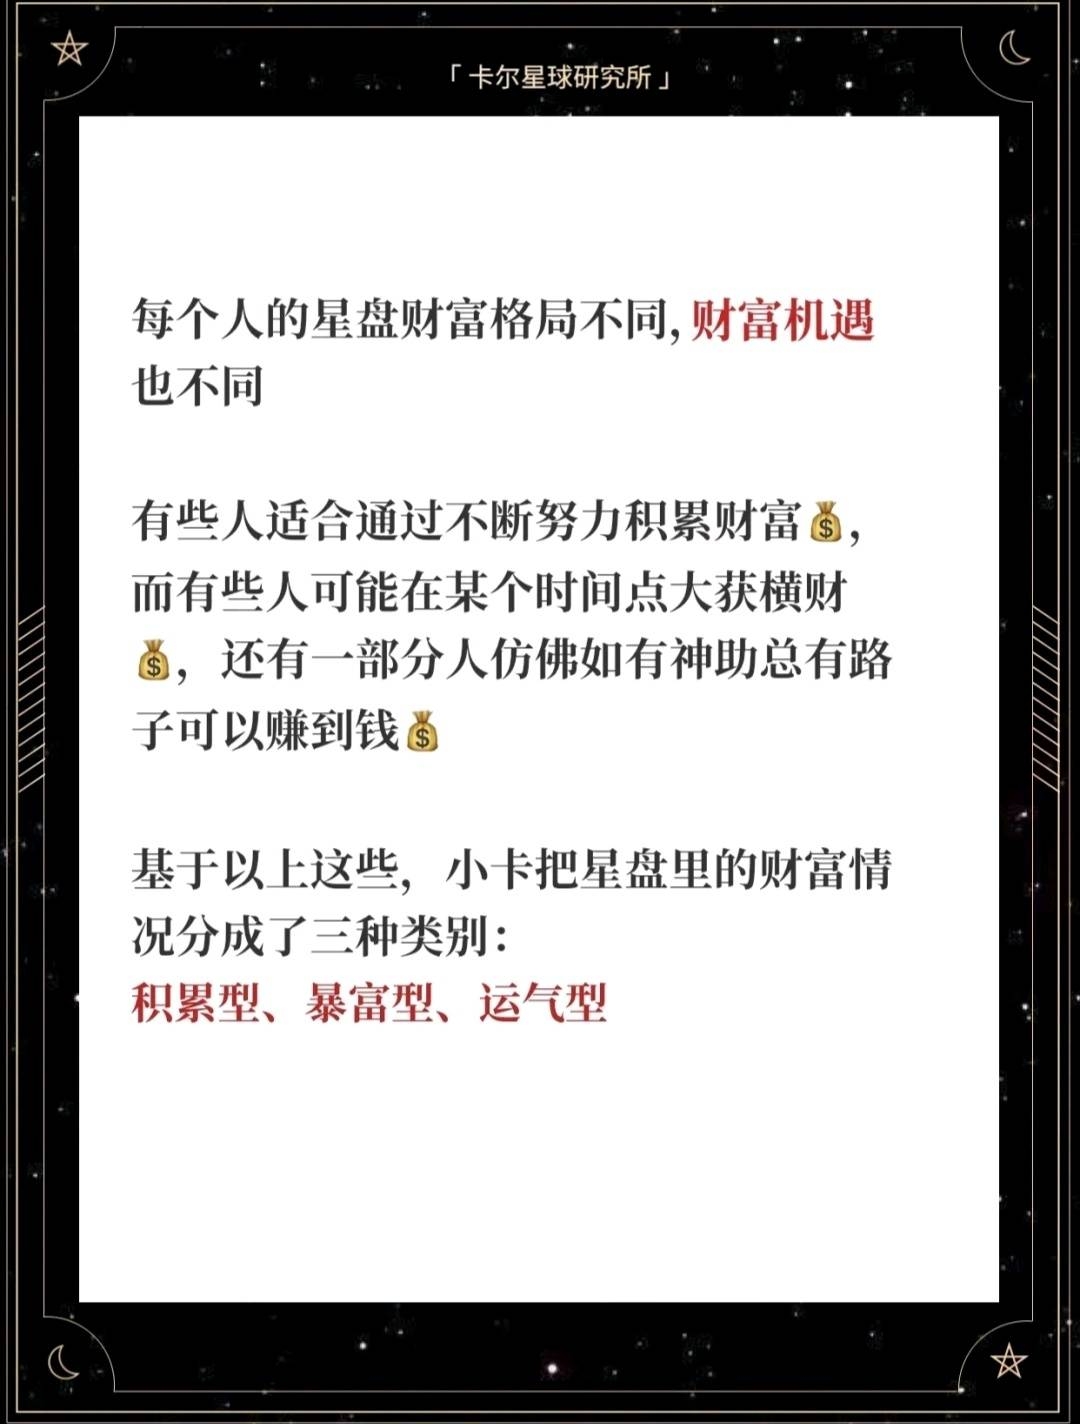 「卡尔星球研究所」
每个人的星盘财富格局不同,财富机遇
也不同
有些人适合通过不断努力积累财富💰，
而有些人可能在某个时间点大获横财
💰，还有一部分人仿佛如有神助总有路
子可以赚到钱💰
基于以上这些，小卡把星盘里的财富情
况分成了三种类别：
积累型、暴富型、运气型